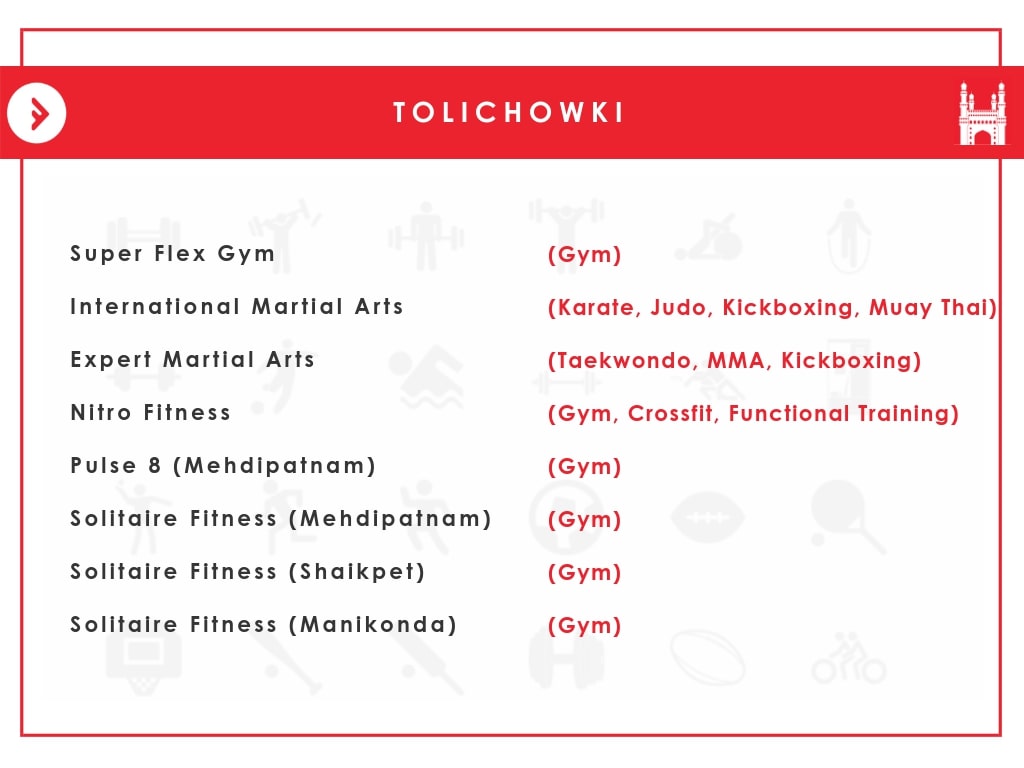 TOLICHOWKI
Super Flex Gym (Gym)
International Martial Arts (Karate, Judo, Kickboxing, Muay Thai)
Expert Martial Arts (Taekwondo, MMA, Kickboxing)
Nitro Fitness (Gym, Crossfit, Functional Training)
Pulse 8 (Mehdipatnam) (Gym)
Solitaire Fitness (Mehdipatnam) (Gym)
Solitaire Fitness (Shaikpet) (Gym)
Solitaire Fitness (Manikonda) (Gym)